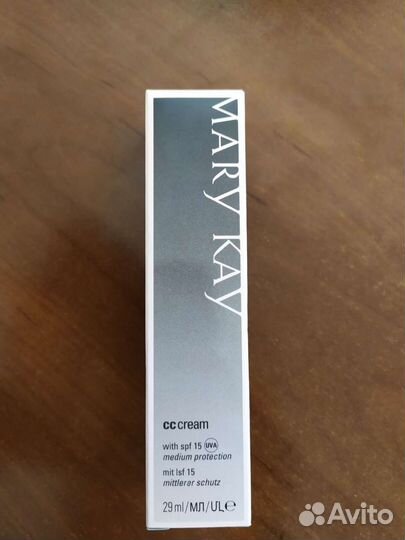 MARY KAY
cc cream
with spf 15 UVA
medium protection
mit lsf 15
mittlerer schutz
29 ml/МЛ/UL e
Avito